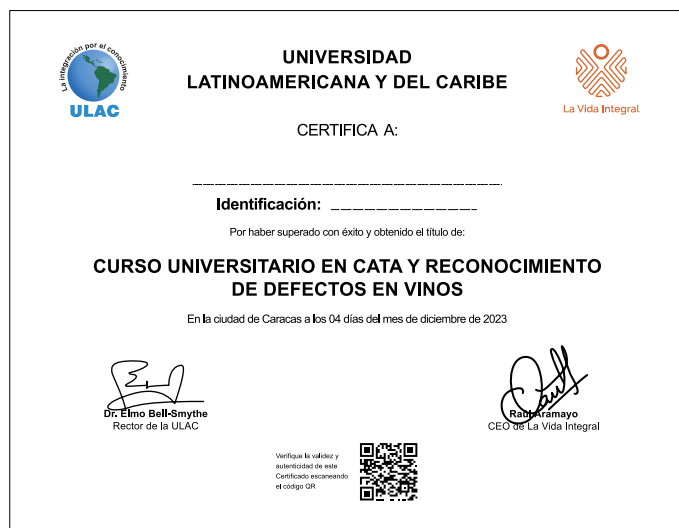 La integración por el conocimiento
ULAC
UNIVERSIDAD
LATINOAMERICANA Y DEL CARIBE
La Vida Integral
CERTIFICA A:
Identificación:
Por haber superado con éxito y obtenido el título de:
CURSO UNIVERSITARIO EN CATA Y RECONOCIMIENTO
DE DEFECTOS EN VINOS
En la ciudad de Caracas a los 04 días del mes de diciembre de 2023
Dr. Elmo Bell-Smythe
Rector de la ULAC
Raúl Aramayo
CEO de La Vida Integral
Verifique la validez y
autenticidad de este
Certificado escaneando
el código QR